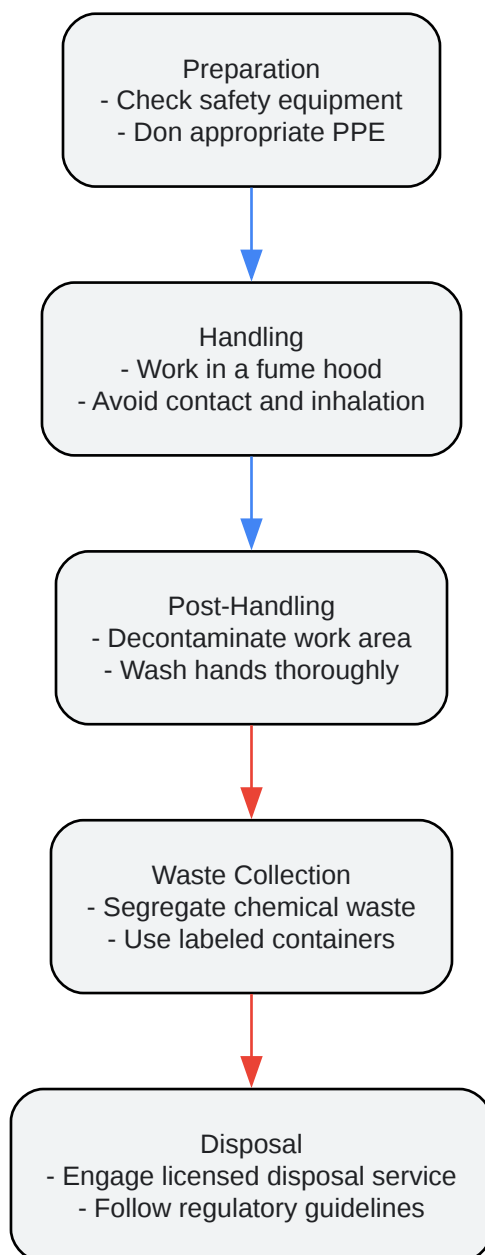 Preparation
- Check safety equipment
- Don appropriate PPE
Handling
- Work in a fume hood
- Avoid contact and inhalation
Post-Handling
- Decontaminate work area
- Wash hands thoroughly
Waste Collection
- Segregate chemical waste
- Use labeled containers
Disposal
- Engage licensed disposal service
- Follow regulatory guidelines